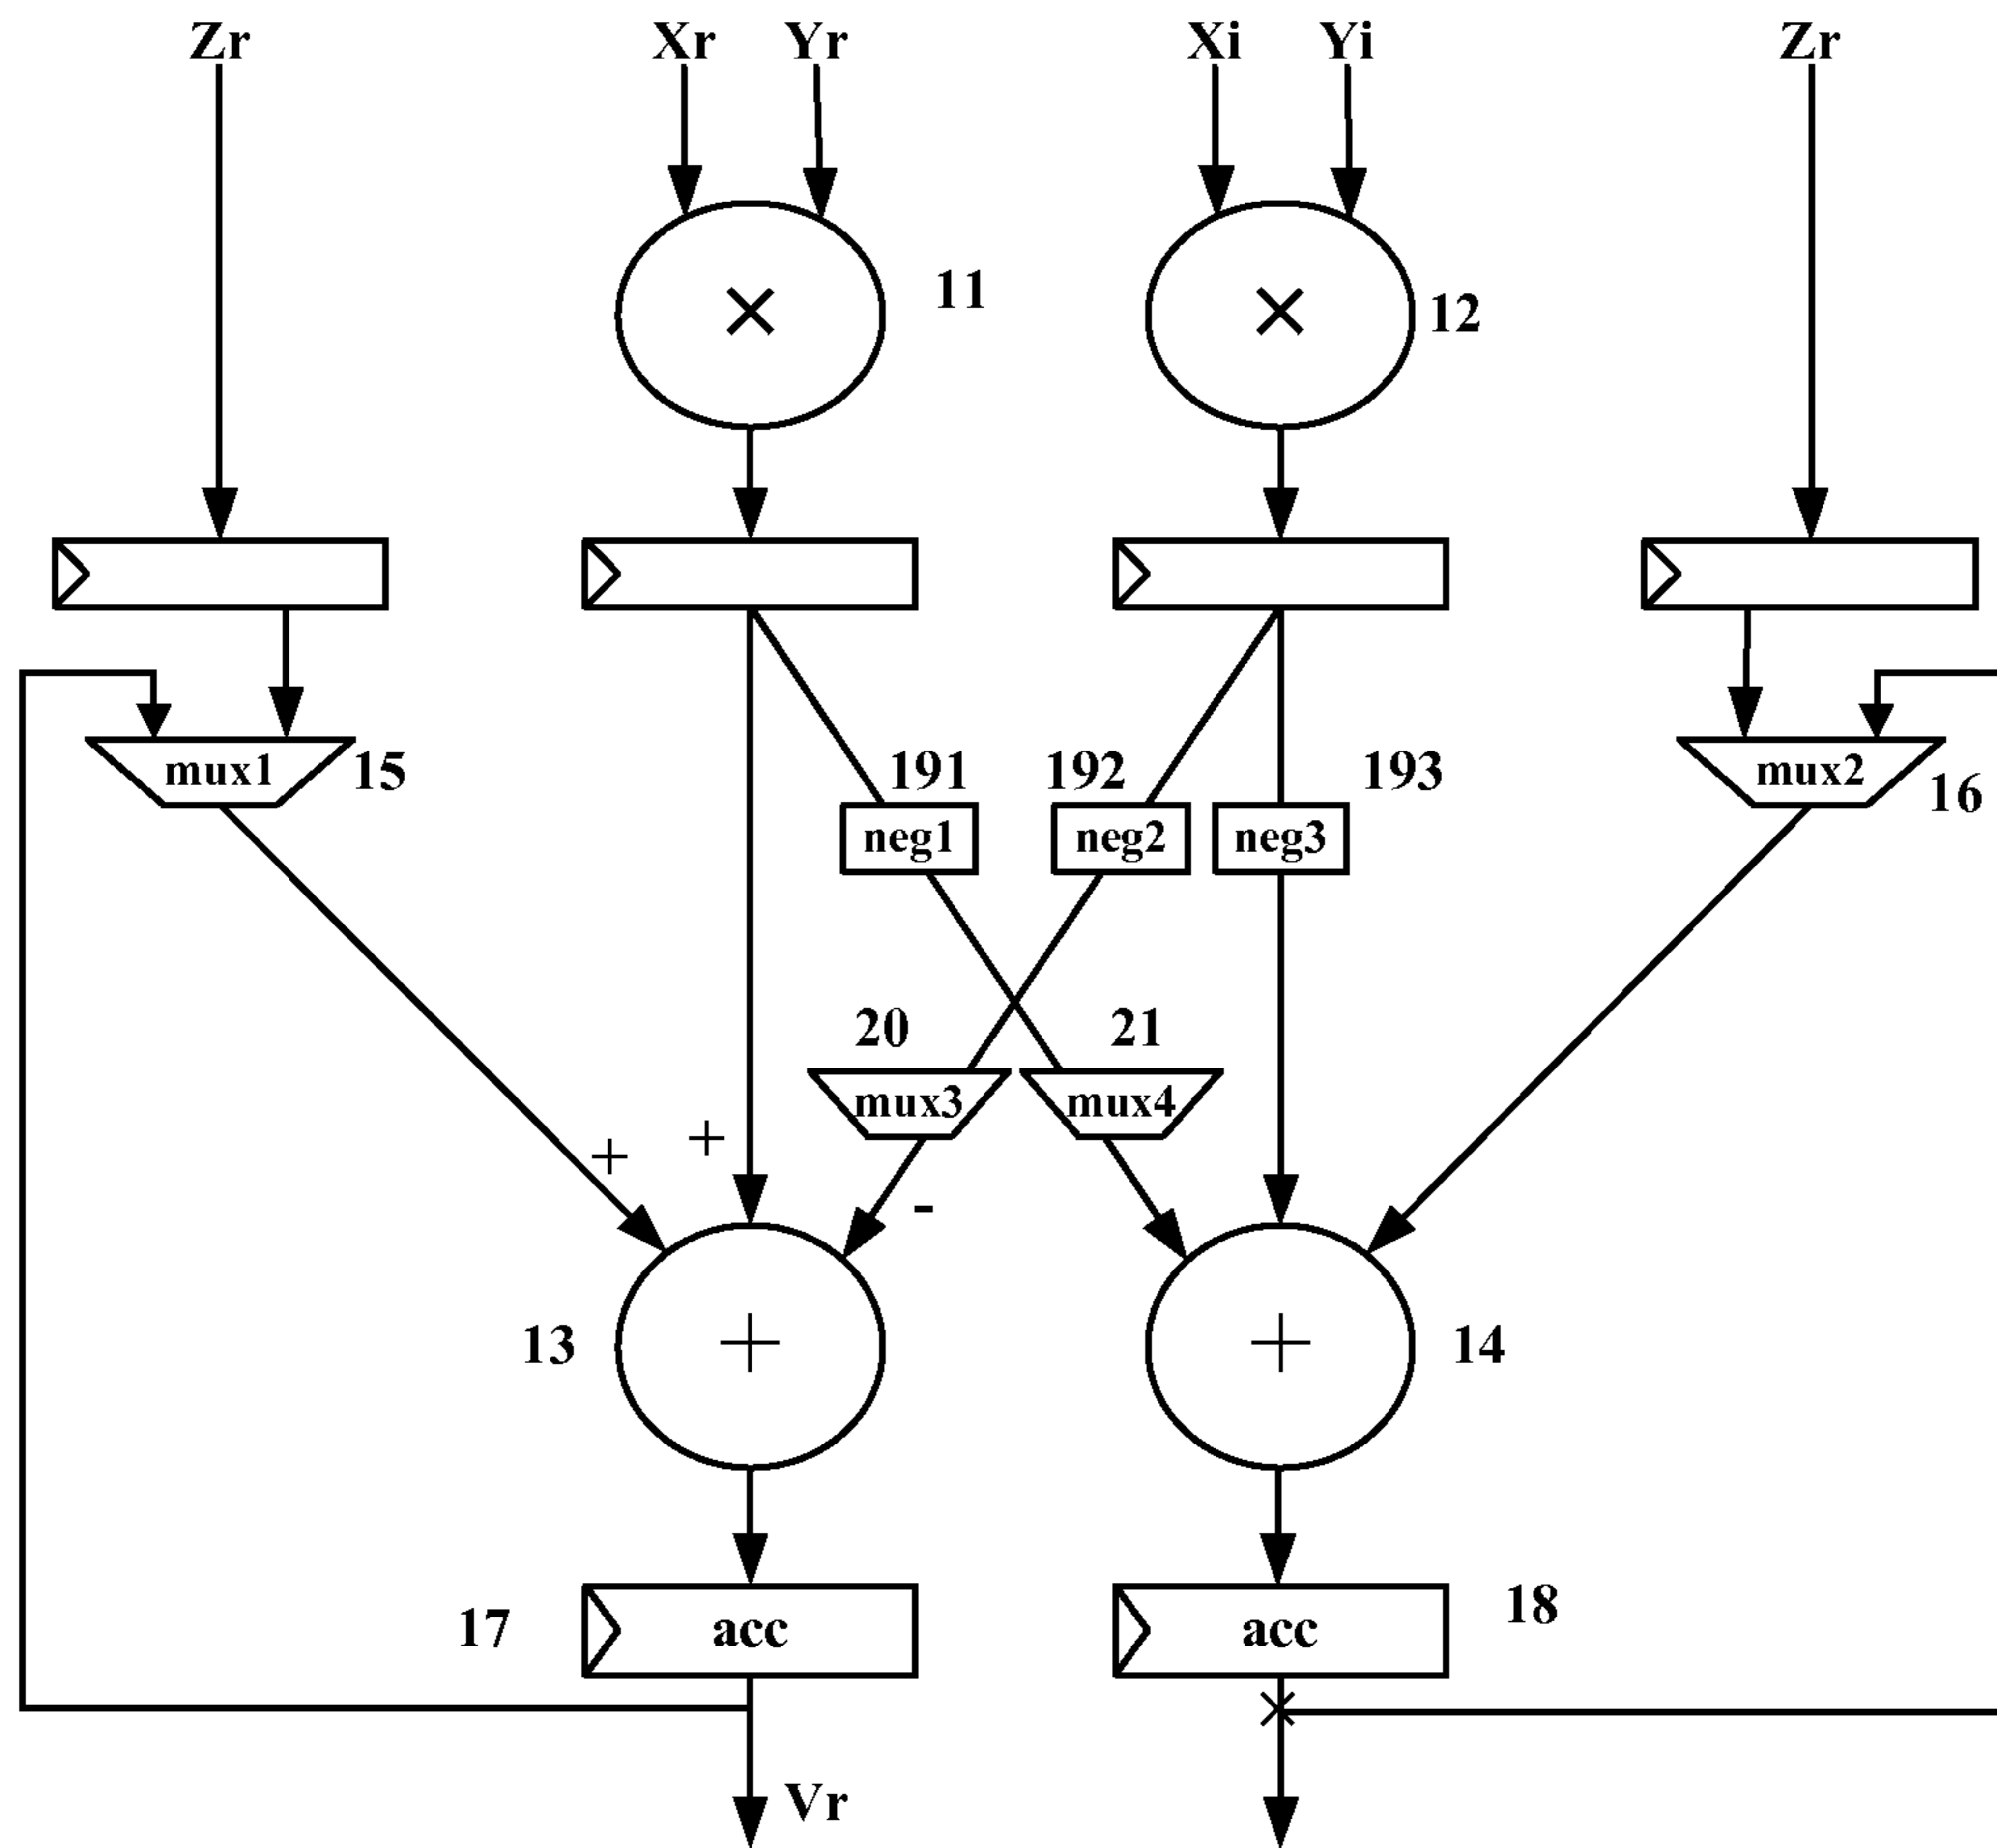 Zr Xr Yr Xi Yi Zr
× 11 × 12
mux1 15 191 192 193 mux2 16
neg1 neg2 neg3
20 21
mux3 mux4
+ + -
13 + + 14
17 acc acc 18
Vr